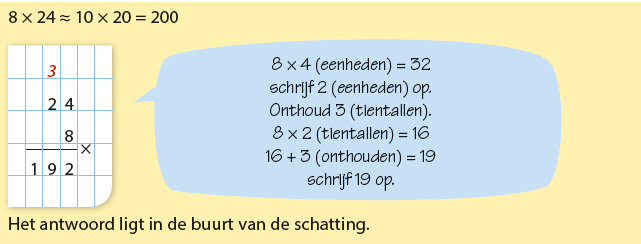 8 × 24 ≈ 10 × 20 = 200
3
2 4
8
×
1 9 2
8 × 4 (eenheden) = 32
schrijf 2 (eenheden) op.
Onthoud 3 (tientallen).
8 × 2 (tientallen) = 16
16 + 3 (onthouden) = 19
schrijf 19 op.
Het antwoord ligt in de buurt van de schatting.